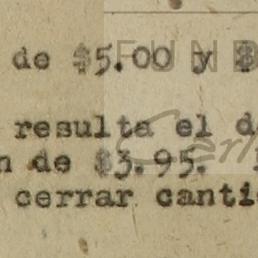 de $5.00 y $
resulta el d
n de $3.95.
cerrar canti